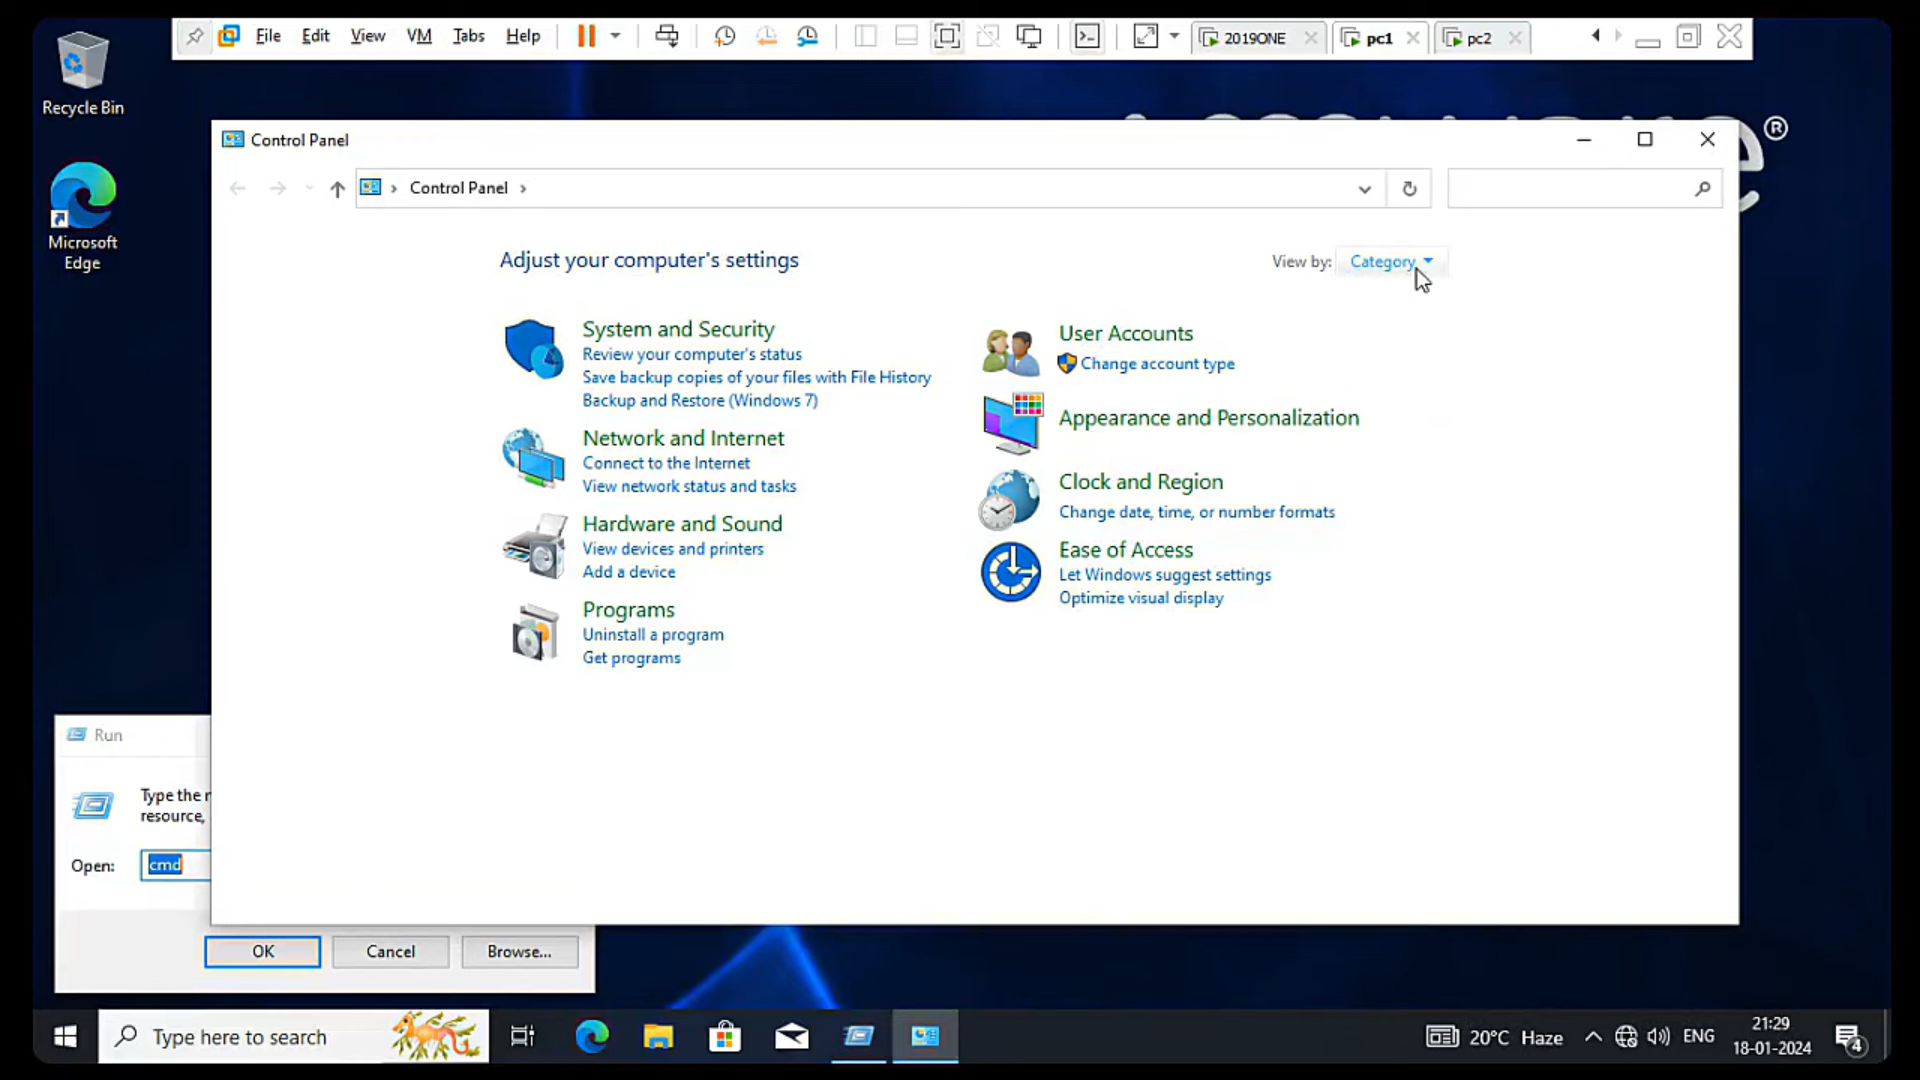 File Edit View VM Tabs Help
2019ONE
pc1
pc2
Recycle Bin
Microsoft
Edge
®
Control Panel
Control Panel
Adjust your computer's settings
View by: Category
System and Security
Review your computer's status
Save backup copies of your files with File History
Backup and Restore (Windows 7)
Network and Internet
Connect to the Internet
View network status and tasks
Hardware and Sound
View devices and printers
Add a device
Programs
Uninstall a program
Get programs
User Accounts
Change account type
Appearance and Personalization
Clock and Region
Change date, time, or number formats
Ease of Access
Let Windows suggest settings
Optimize visual display
Run
Type the
resource,
Open: cmd
OK Cancel Browse...
Type here to search
20°C Haze
ENG
21:29
18-01-2024
4